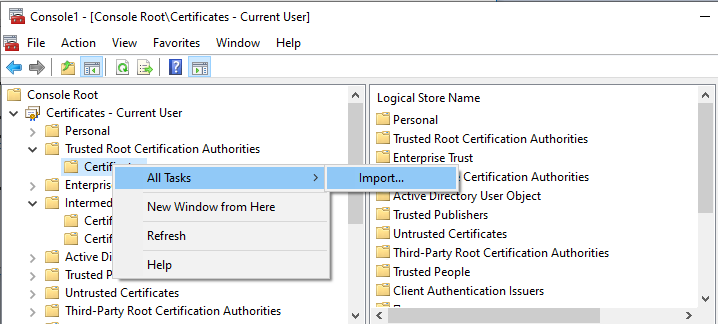 Console1 - [Console Root\Certificates - Current User]
File Action View Favorites Window Help
Console Root
Certificates - Current User
Personal
Trusted Root Certification Authorities
Certific
Enterpris
Intermed
Certif
Certif
Active Di
Trusted P
Untrusted Certificates
Third-Party Root Certification Authorities
All Tasks
New Window from Here
Refresh
Help
Import...
Logical Store Name
Personal
Trusted Root Certification Authorities
Enterprise Trust
Certification Authorities
Active Directory User Object
Trusted Publishers
Untrusted Certificates
Third-Party Root Certification Authorities
Trusted People
Client Authentication Issuers